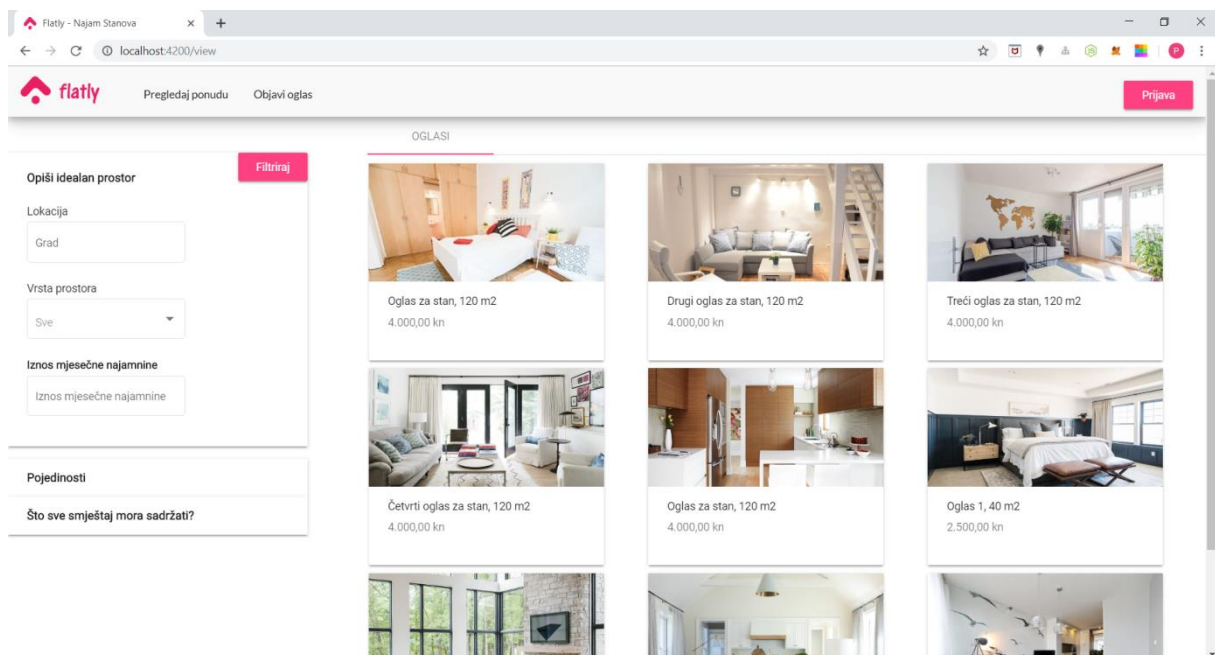 Flatly - Najam Stanova
localhost:4200/view
flatly
Pregledaj ponudu
Objavi oglas
Prijava
OGLASI
Filtriraj
Opiši idealan prostor
Lokacija
Grad
Vrsta prostora
Sve
Iznos mjesečne najamnine
Iznos mjesečne najamnine
Pojedinosti
Što sve smještaj mora sadržati?
Oglas za stan, 120 m2
4.000,00 kn
Drugi oglas za stan, 120 m2
4.000,00 kn
Treći oglas za stan, 120 m2
4.000,00 kn
Četvrti oglas za stan, 120 m2
4.000,00 kn
Oglas za stan, 120 m2
4.000,00 kn
Oglas 1, 40 m2
2.500,00 kn